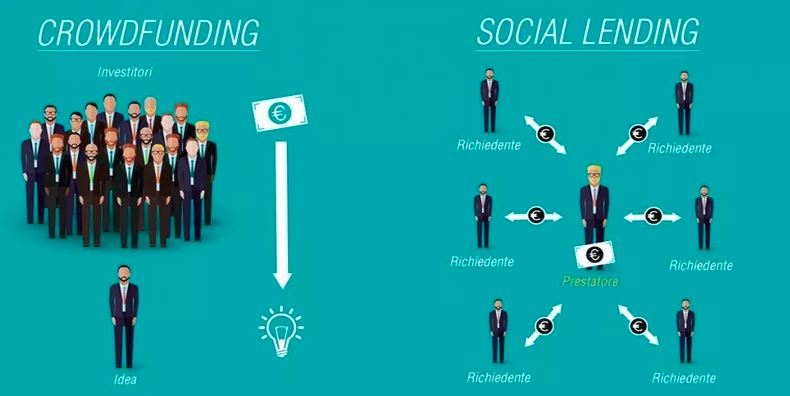 CROWDFUNDING
Investitori
€
Idea
SOCIAL LENDING
Richiedente
€
€
Richiedente
Richiedente
€
€
Richiedente
€
Prestatore
Richiedente
€
€
Richiedente